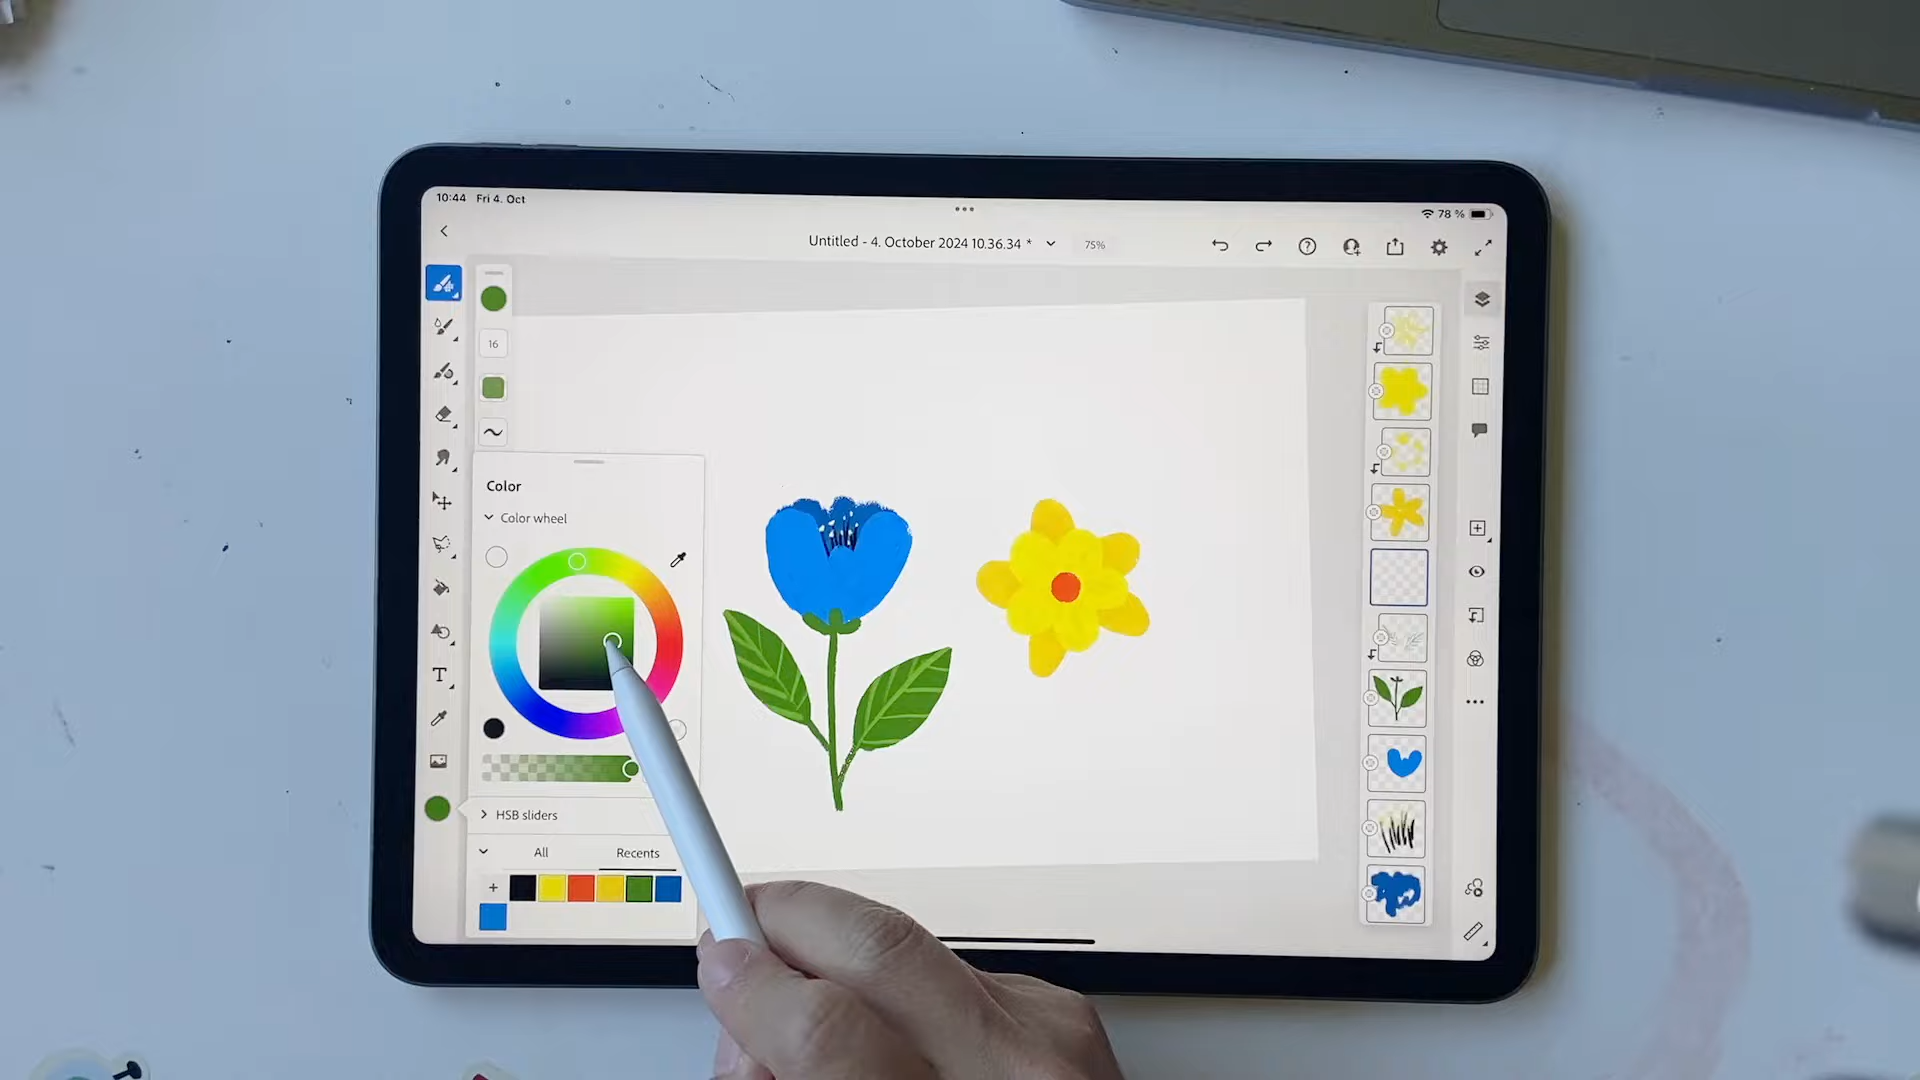 10:44 Fri 4. Oct
78 %
Untitled - 4. October 2024 10.36.34 *
75%
16
Color
Color wheel
T
HSB sliders
All
Recents